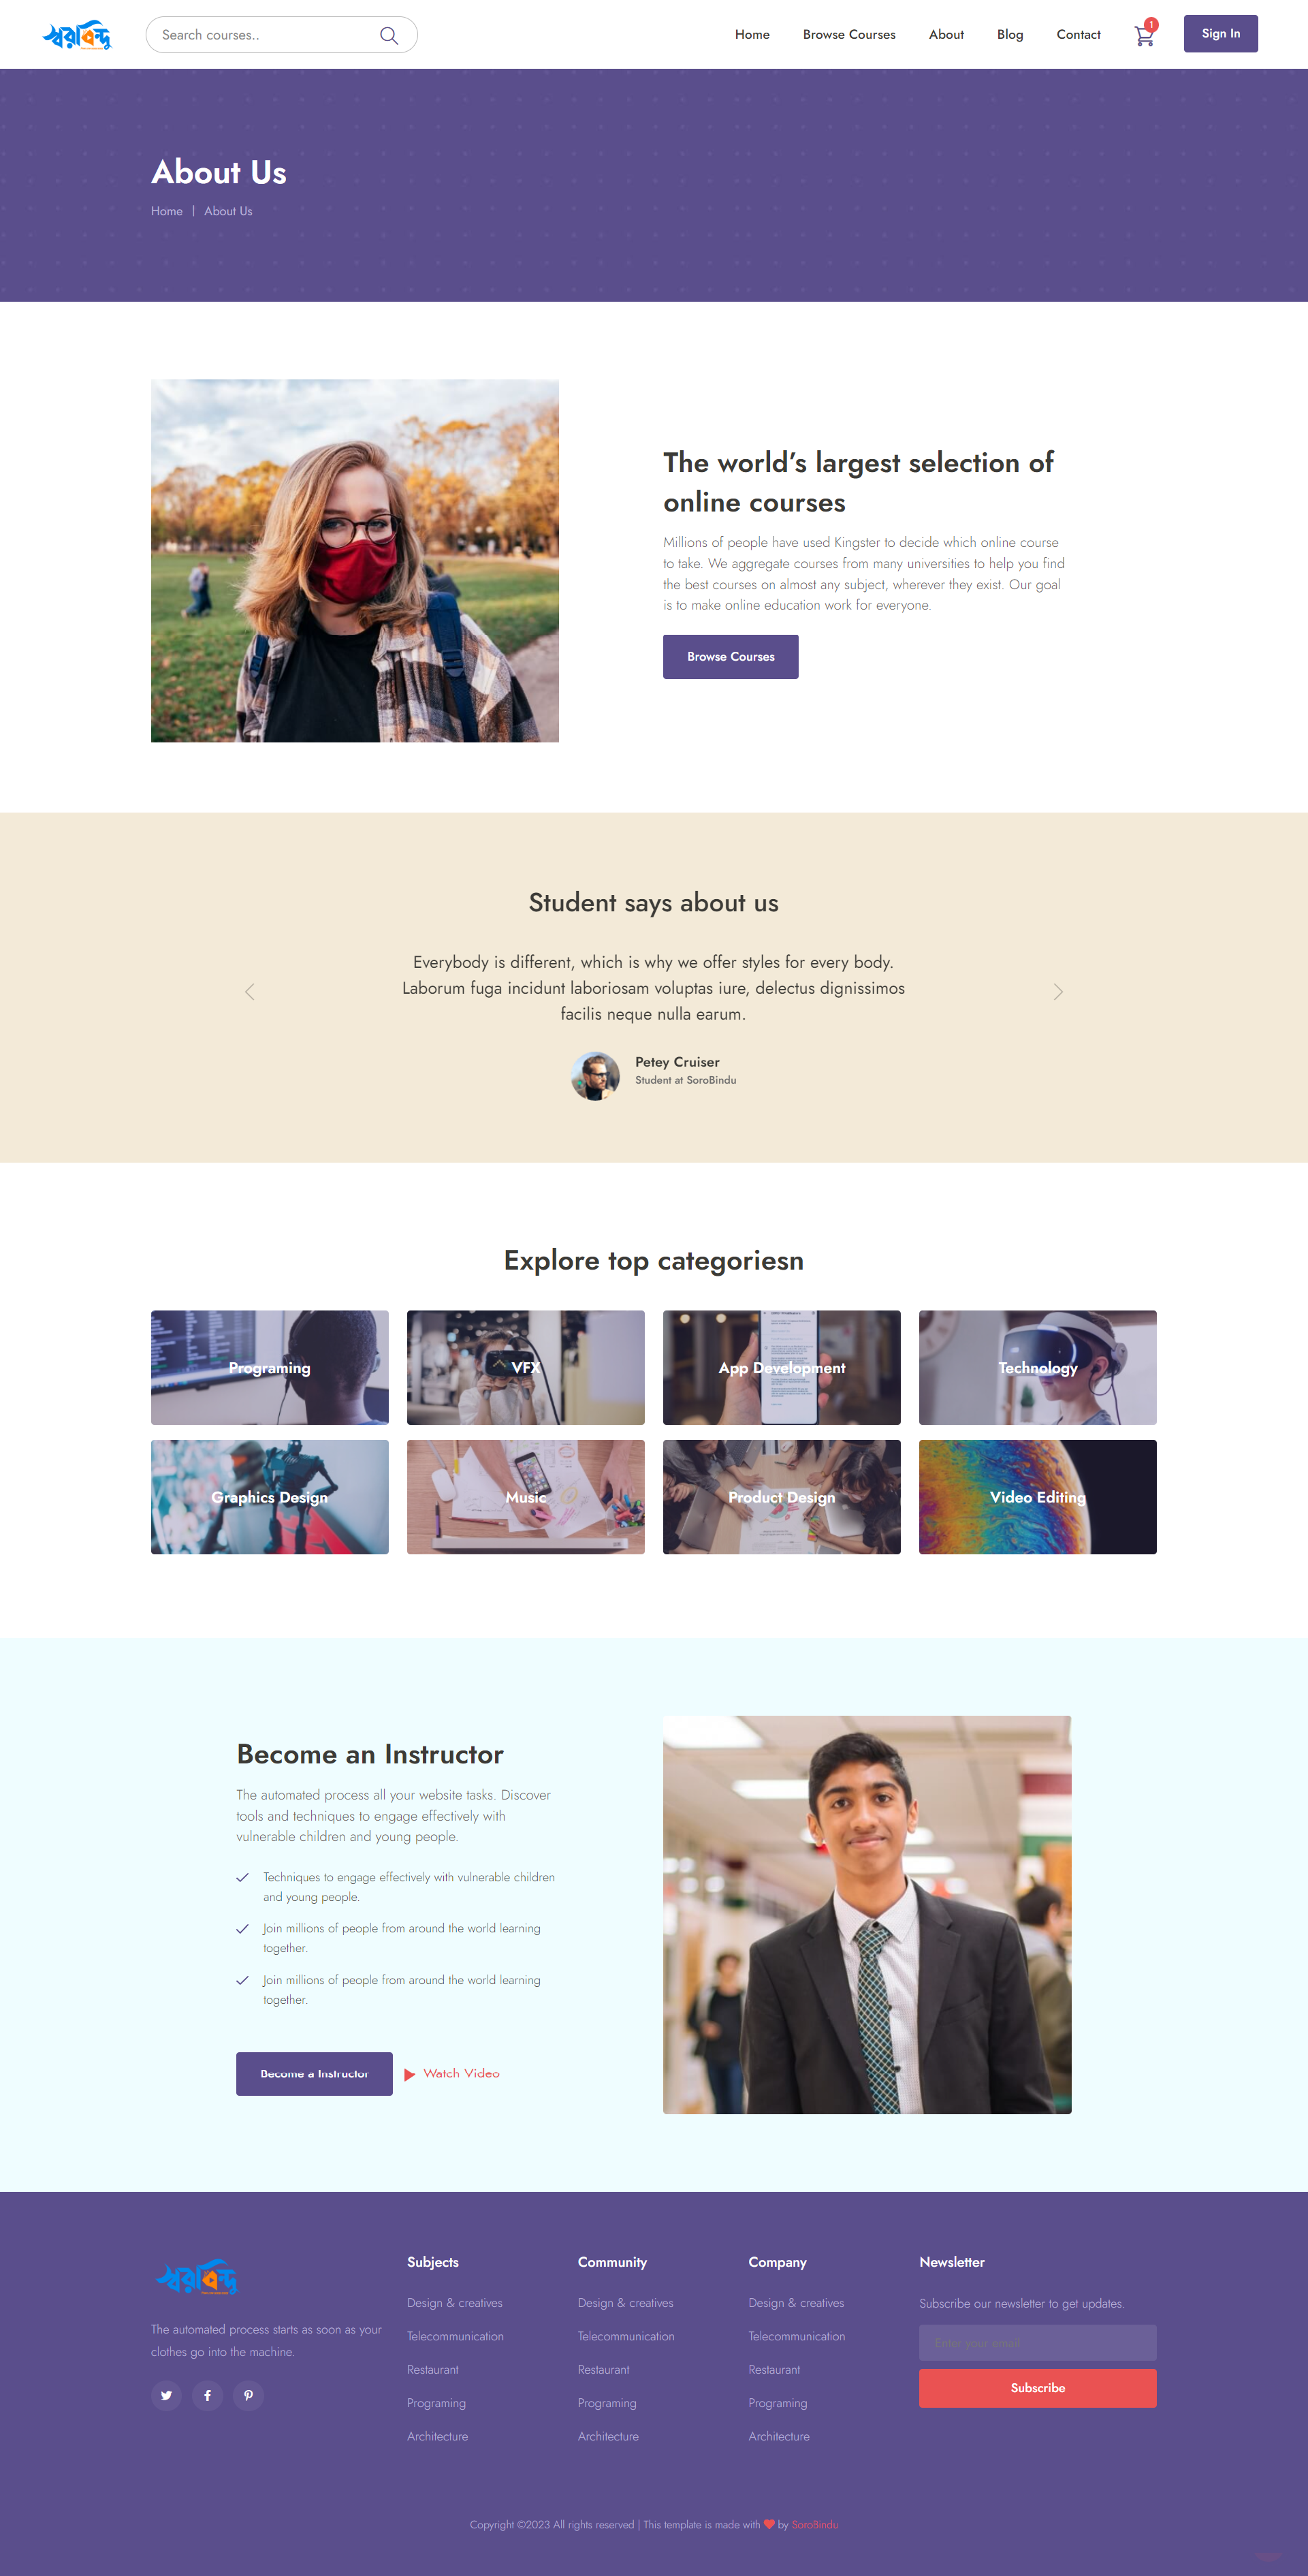 স্বরবিন্দু
Search courses..
Home
Browse Courses
About
Blog
Contact
1
Sign In
About Us
Home | About Us
The world’s largest selection of
online courses
Millions of people have used Kingster to decide which online course
to take. We aggregate courses from many universities to help you find
the best courses on almost any subject, wherever they exist. Our goal
is to make online education work for everyone.
Browse Courses
Student says about us
Everybody is different, which is why we offer styles for every body.
Laborum fuga incidunt laboriosam voluptas iure, delectus dignissimos
facilis neque nulla earum.
Petey Cruiser
Student at SoroBindu
Explore top categoriesn
Programing
VFX
App Development
Technology
Graphics Design
Music
Product Design
Video Editing
Become an Instructor
The automated process all your website tasks. Discover
tools and techniques to engage effectively with
vulnerable children and young people.
Techniques to engage effectively with vulnerable children
and young people.
Join millions of people from around the world learning
together.
Join millions of people from around the world learning
together.
Become a Instructor
Watch Video
স্বরবিন্দু
The automated process starts as soon as your
clothes go into the machine.
Subjects
Design & creatives
Telecommunication
Restaurant
Programing
Architecture
Community
Design & creatives
Telecommunication
Restaurant
Programing
Architecture
Company
Design & creatives
Telecommunication
Restaurant
Programing
Architecture
Newsletter
Subscribe our newsletter to get updates.
Enter your email
Subscribe
Copyright ©2023 All rights reserved | This template is made with ❤ by SoroBindu